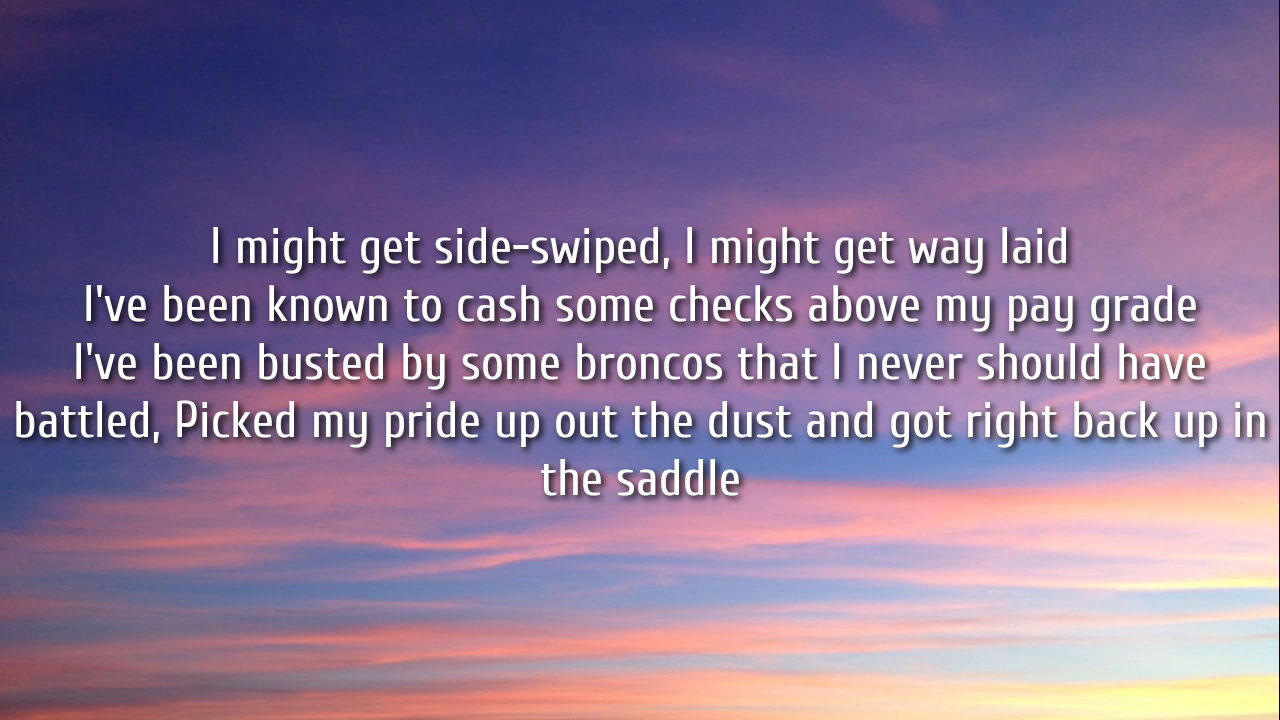 I might get side-swiped, I might get way laid
I've been known to cash some checks above my pay grade
I've been busted by some broncos that I never should have
battled, Picked my pride up out the dust and got right back up in
the saddle